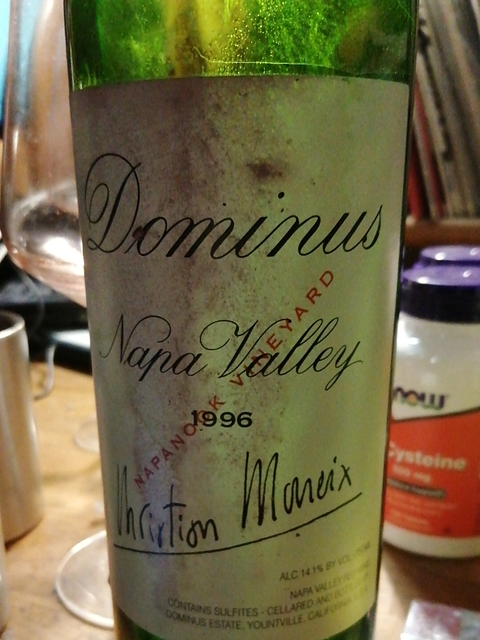 Dominus
NAPANOOK VINEYARD
Napa Valley
1996
Christian Moueix
ALC. 14.1% BY VOL.
NAPA VALLEY
CONTAINS SULFITES - CELLARED AND
DOMINUS ESTATE, YOUNTVILLE, CALIFORNIA
NOW
Cysteine